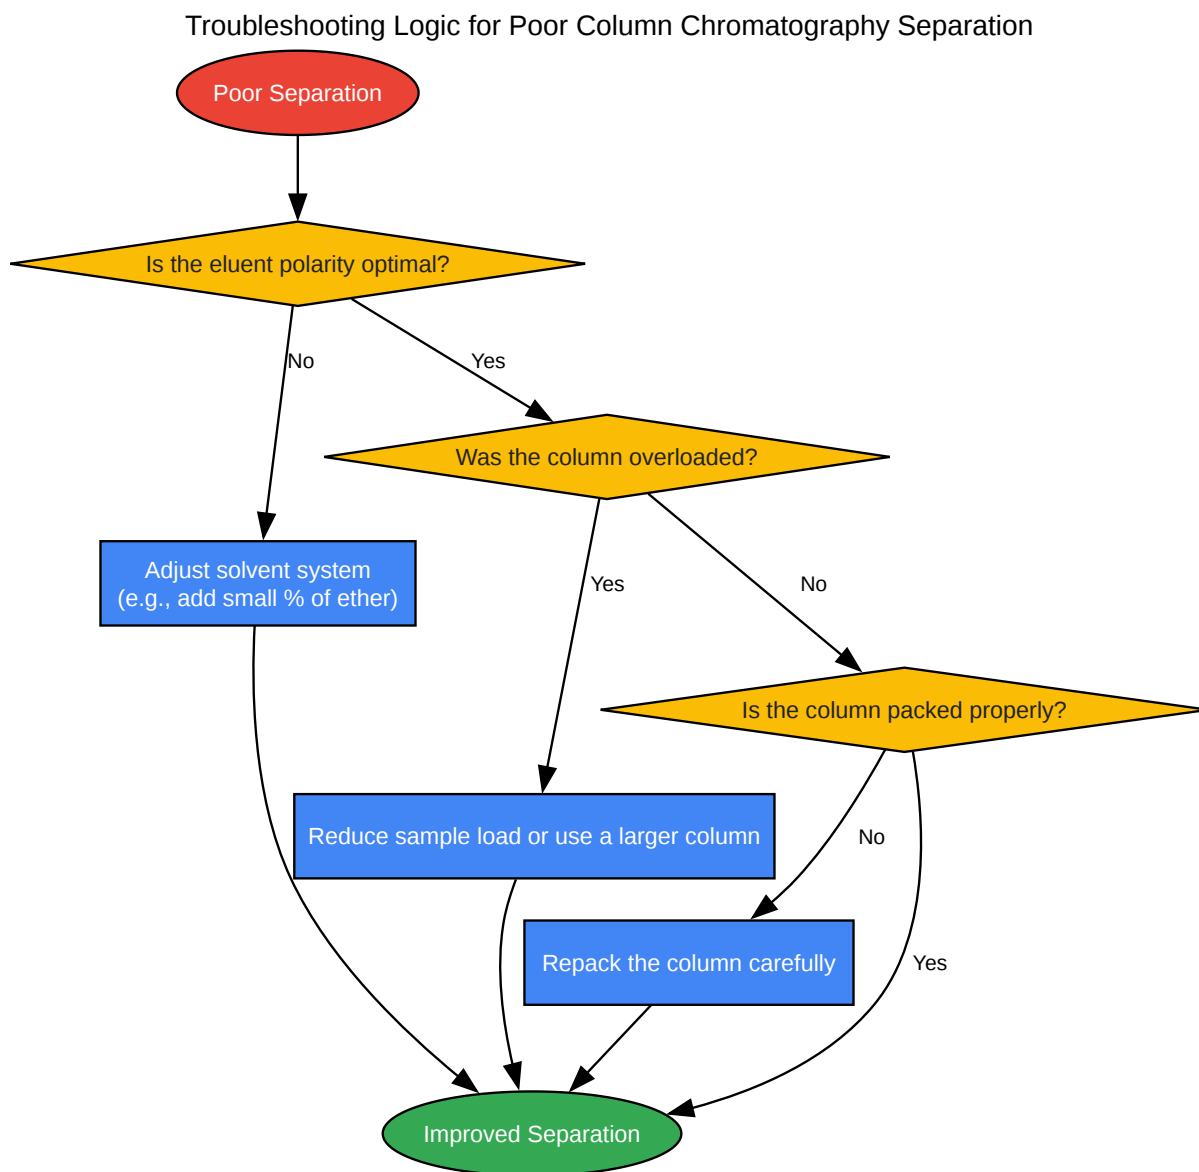 Troubleshooting Logic for Poor Column Chromatography Separation
Poor Separation
Is the eluent polarity optimal?
No
Yes
Was the column overloaded?
Adjust solvent system
(e.g., add small % of ether)
Yes
No
Is the column packed properly?
Reduce sample load or use a larger column
No
Repack the column carefully
Yes
Improved Separation